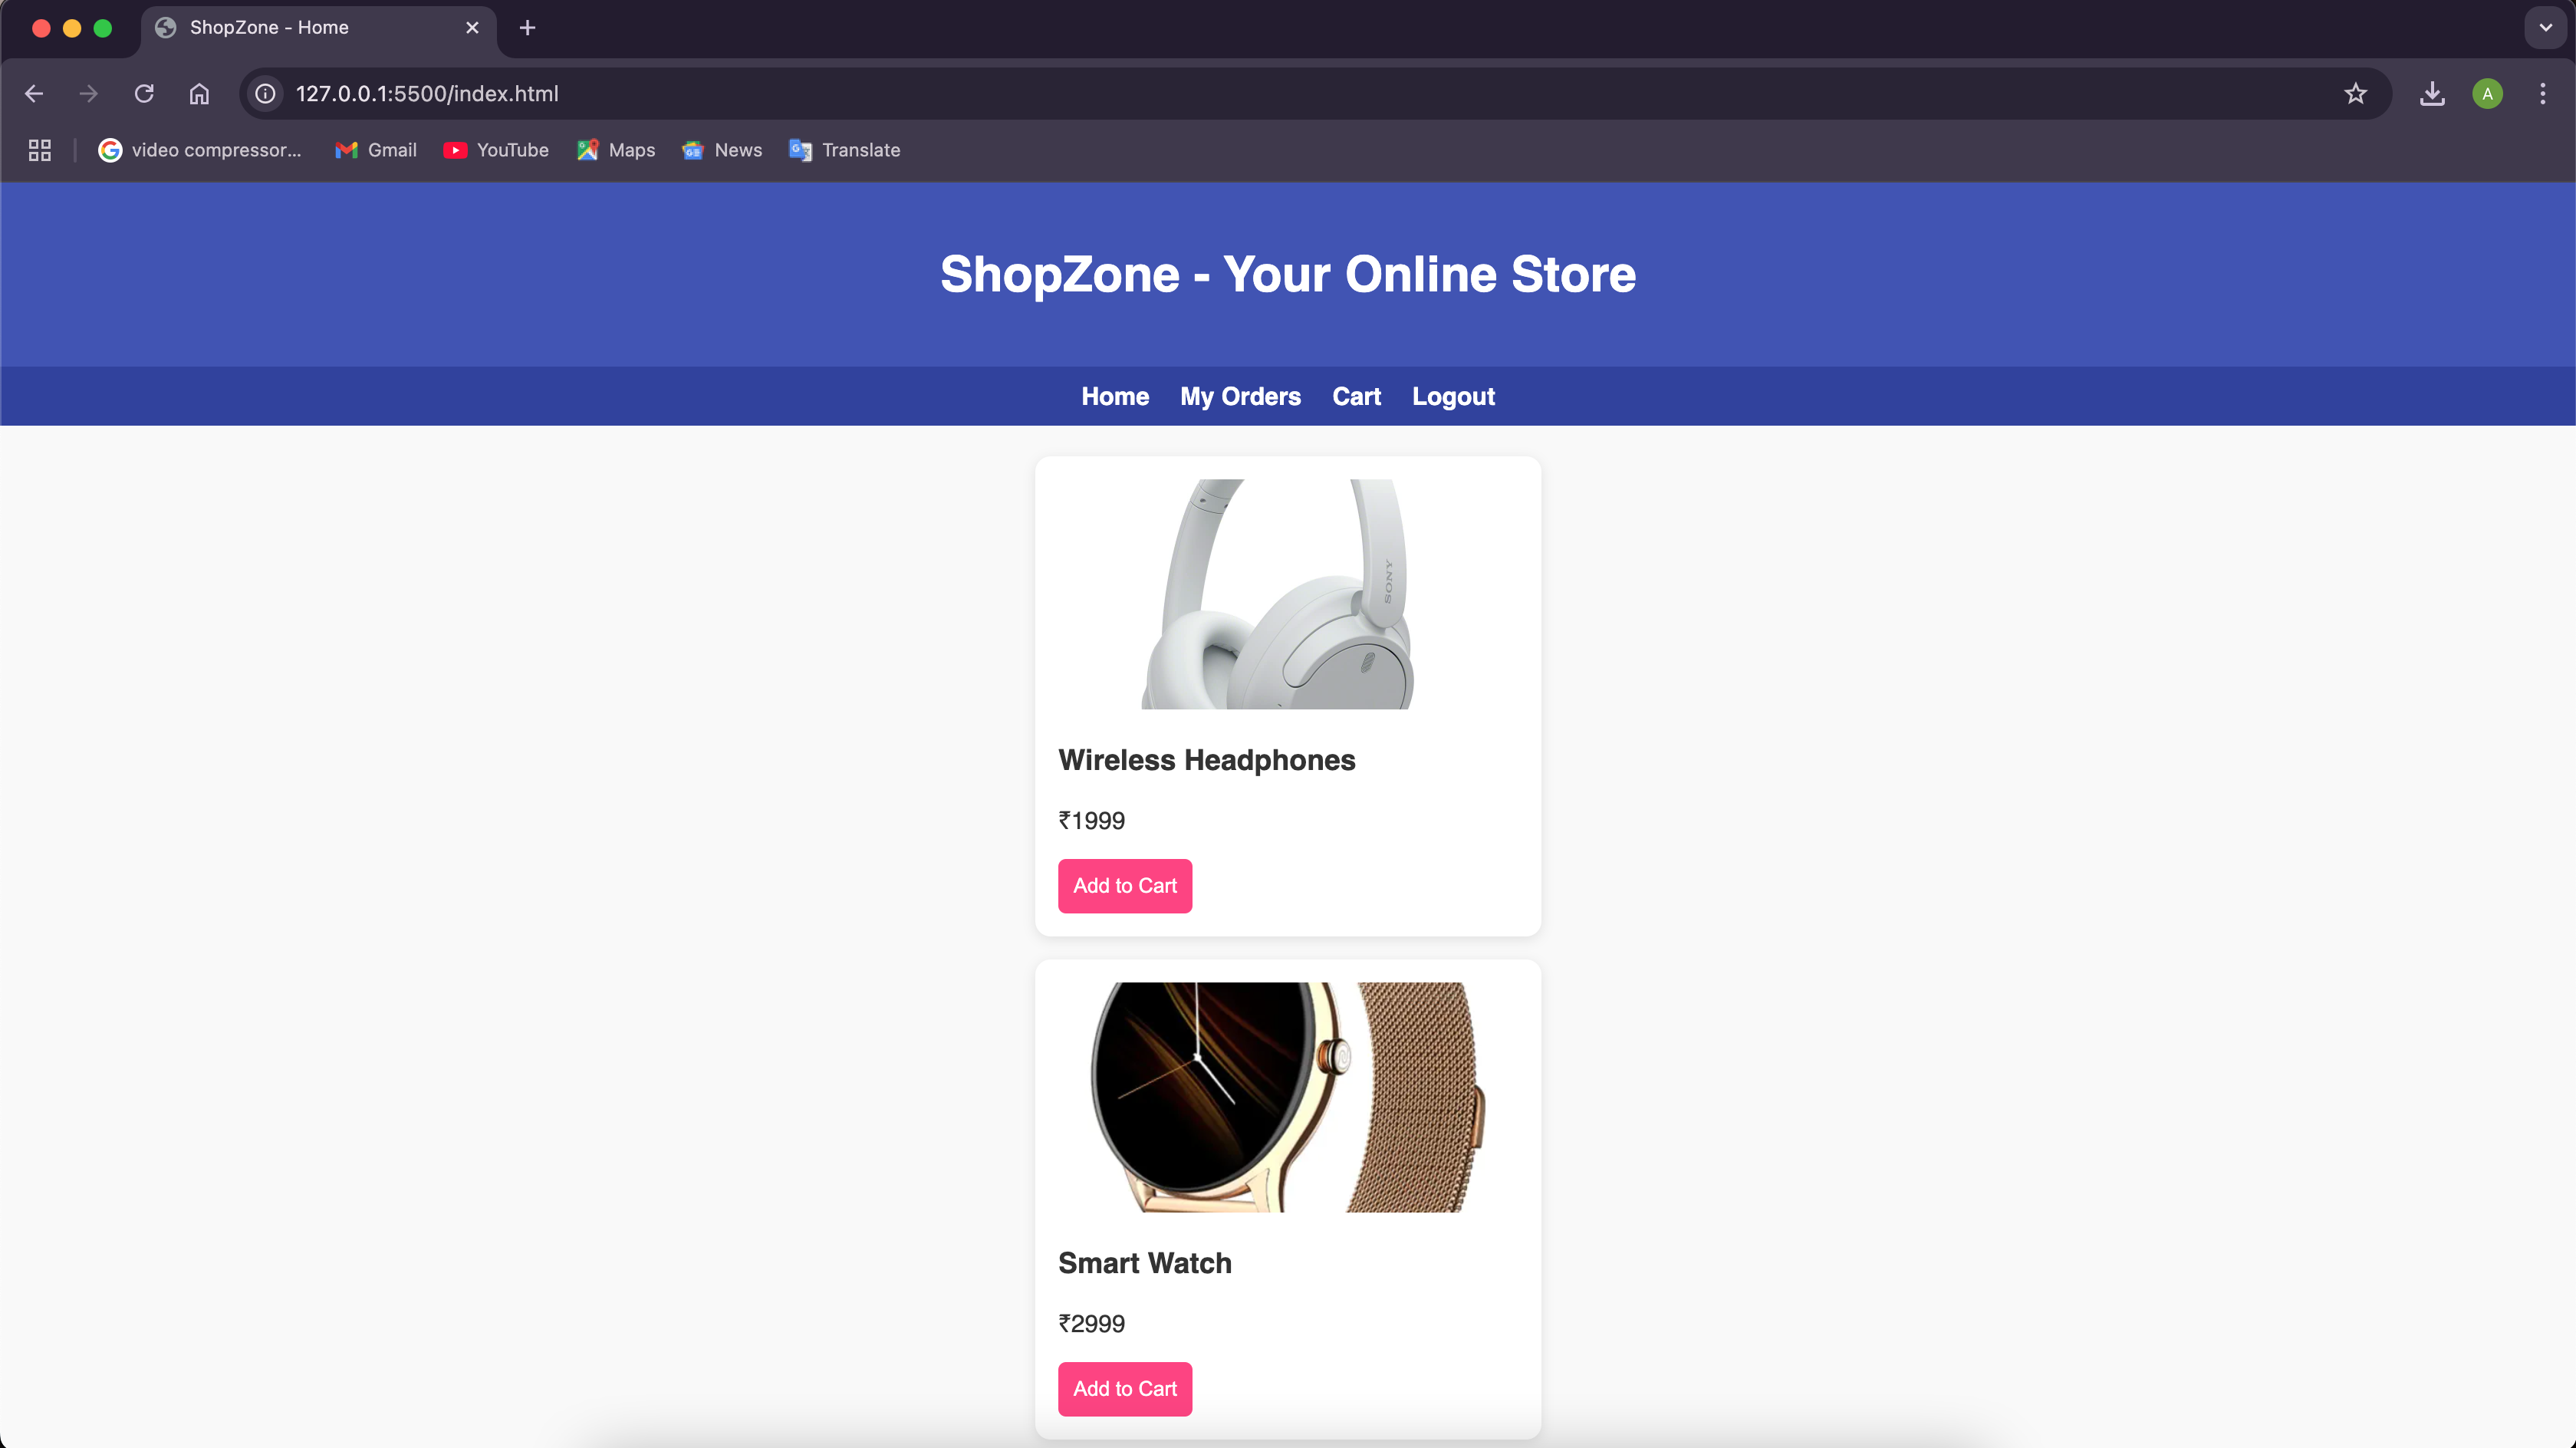 ShopZone - Home
127.0.0.1:5500/index.html
A
video compressor...
Gmail
YouTube
Maps
News
Translate
ShopZone - Your Online Store
Home
My Orders
Cart
Logout
SONY
Wireless Headphones
₹1999
Add to Cart
Smart Watch
₹2999
Add to Cart